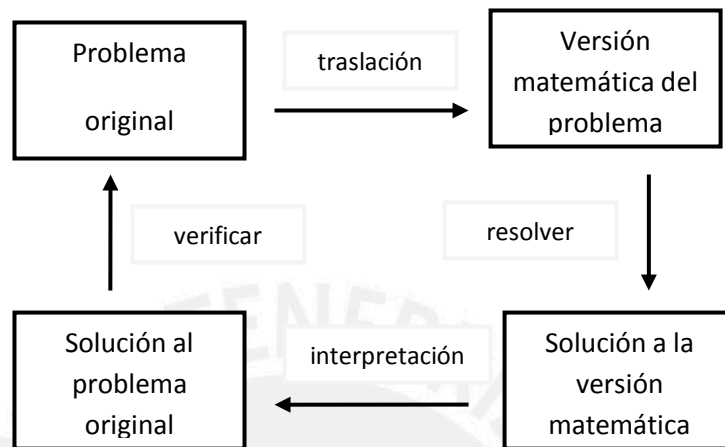 Problema
original
traslación
Versión
matemática del
problema
verificar
resolver
Solución al
problema
original
interpretación
Solución a la
versión
matemática